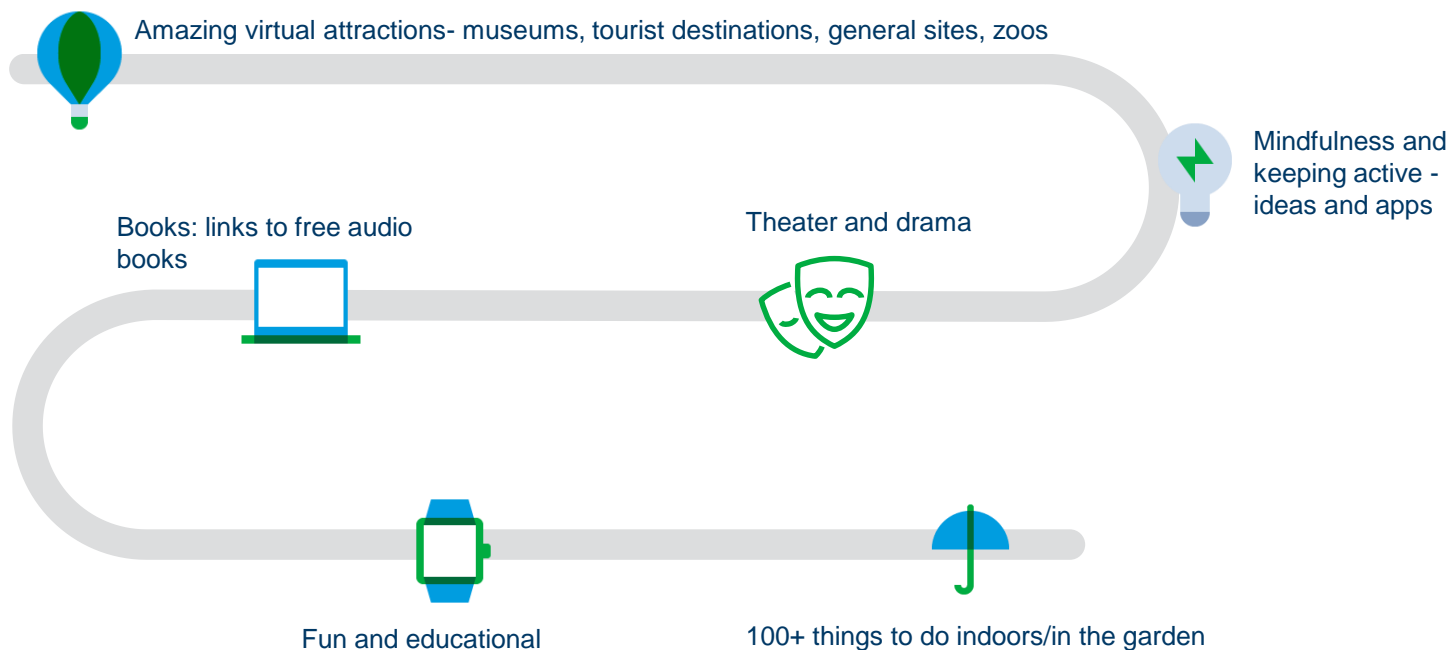 Amazing virtual attractions- museums, tourist destinations, general sites, zoos
Mindfulness and
keeping active -
ideas and apps
Theater and drama
Books: links to free audio
books
Fun and educational
100+ things to do indoors/in the garden